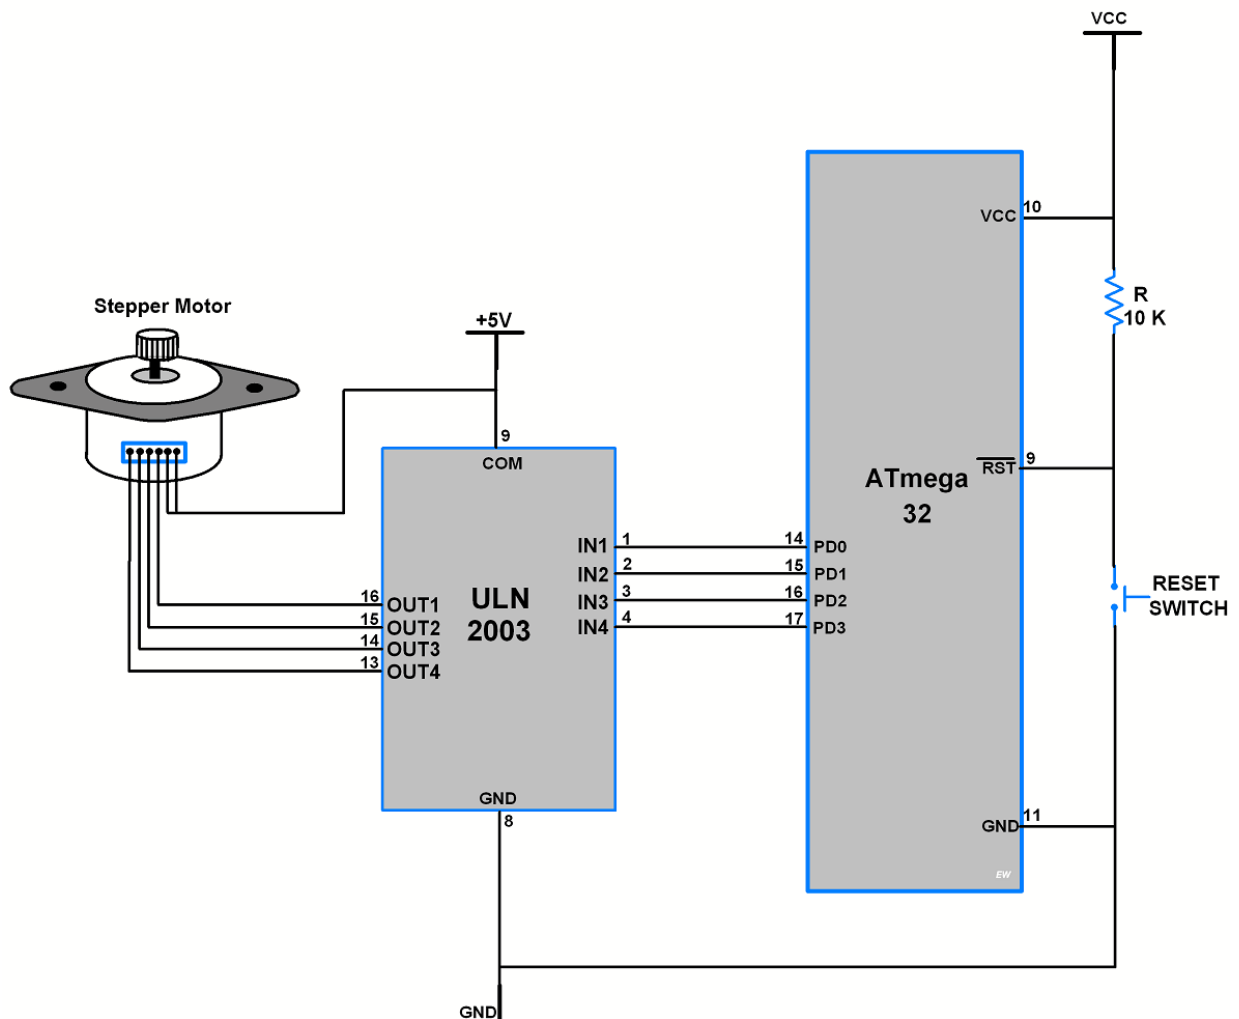 VCC
10
VCC
Stepper Motor
R
10 K
+5V
9
COM
9
RST
ATmega
32
IN1 1
14 PD0
IN2 2
15 PD1
IN3 3
16 PD2
IN4 4
17 PD3
RESET
SWITCH
ULN
2003
16 OUT1
15 OUT2
14 OUT3
13 OUT4
GND
8
GND 11
EW
GND